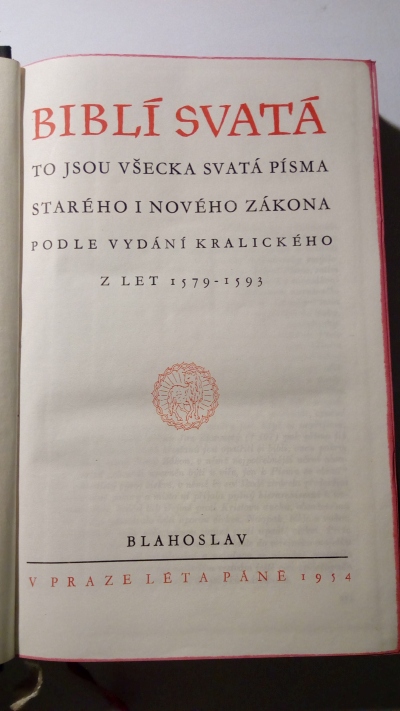 BIBLÍ SVATÁ
TO JSOU VŠECKA SVATÁ PÍSMA
STARÉHO I NOVÉHO ZÁKONA
PODLE VYDÁNÍ KRALICKÉHO
Z LET 1579-1593
BLAHOSLAV
V PRAZE LÉTA PÁNĚ 1954